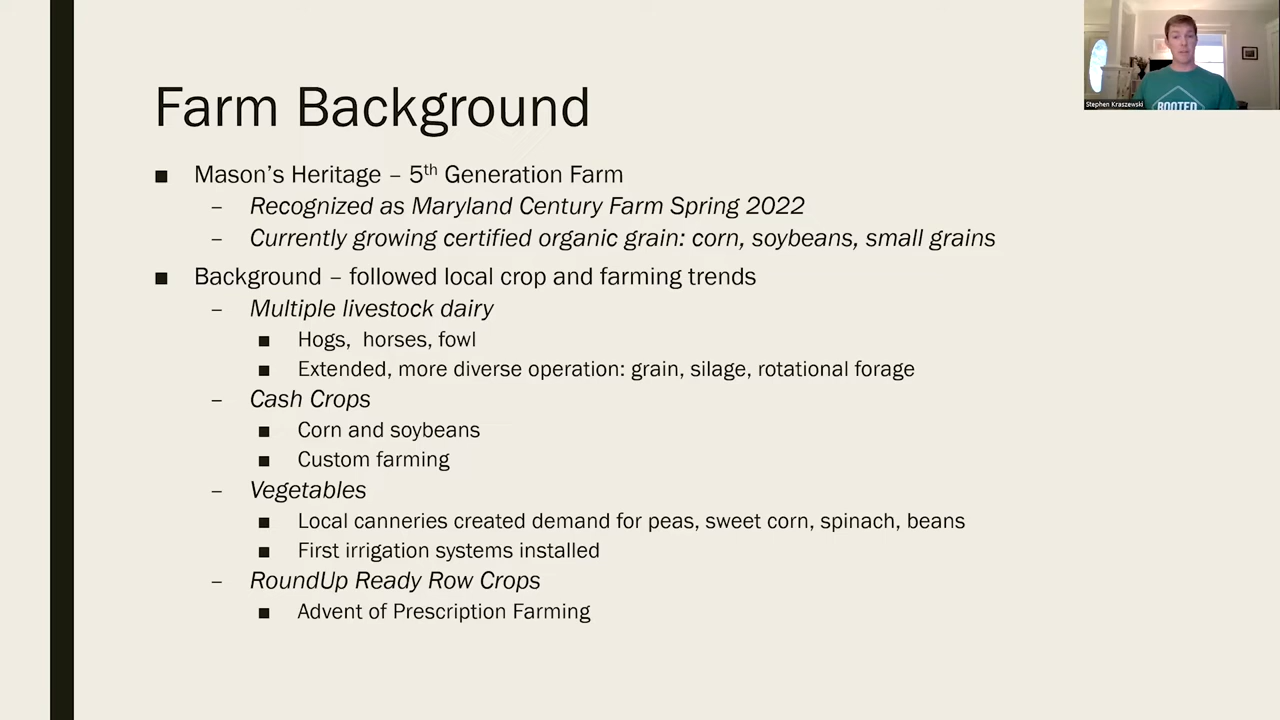 Farm Background
■ Mason's Heritage – 5th Generation Farm
– Recognized as Maryland Century Farm Spring 2022
– Currently growing certified organic grain: corn, soybeans, small grains
■ Background – followed local crop and farming trends
– Multiple livestock dairy
■ Hogs, horses, fowl
■ Extended, more diverse operation: grain, silage, rotational forage
– Cash Crops
■ Corn and soybeans
■ Custom farming
– Vegetables
■ Local canneries created demand for peas, sweet corn, spinach, beans
■ First irrigation systems installed
– RoundUp Ready Row Crops
■ Advent of Prescription Farming
ROOTED
Stephen Kraszewski